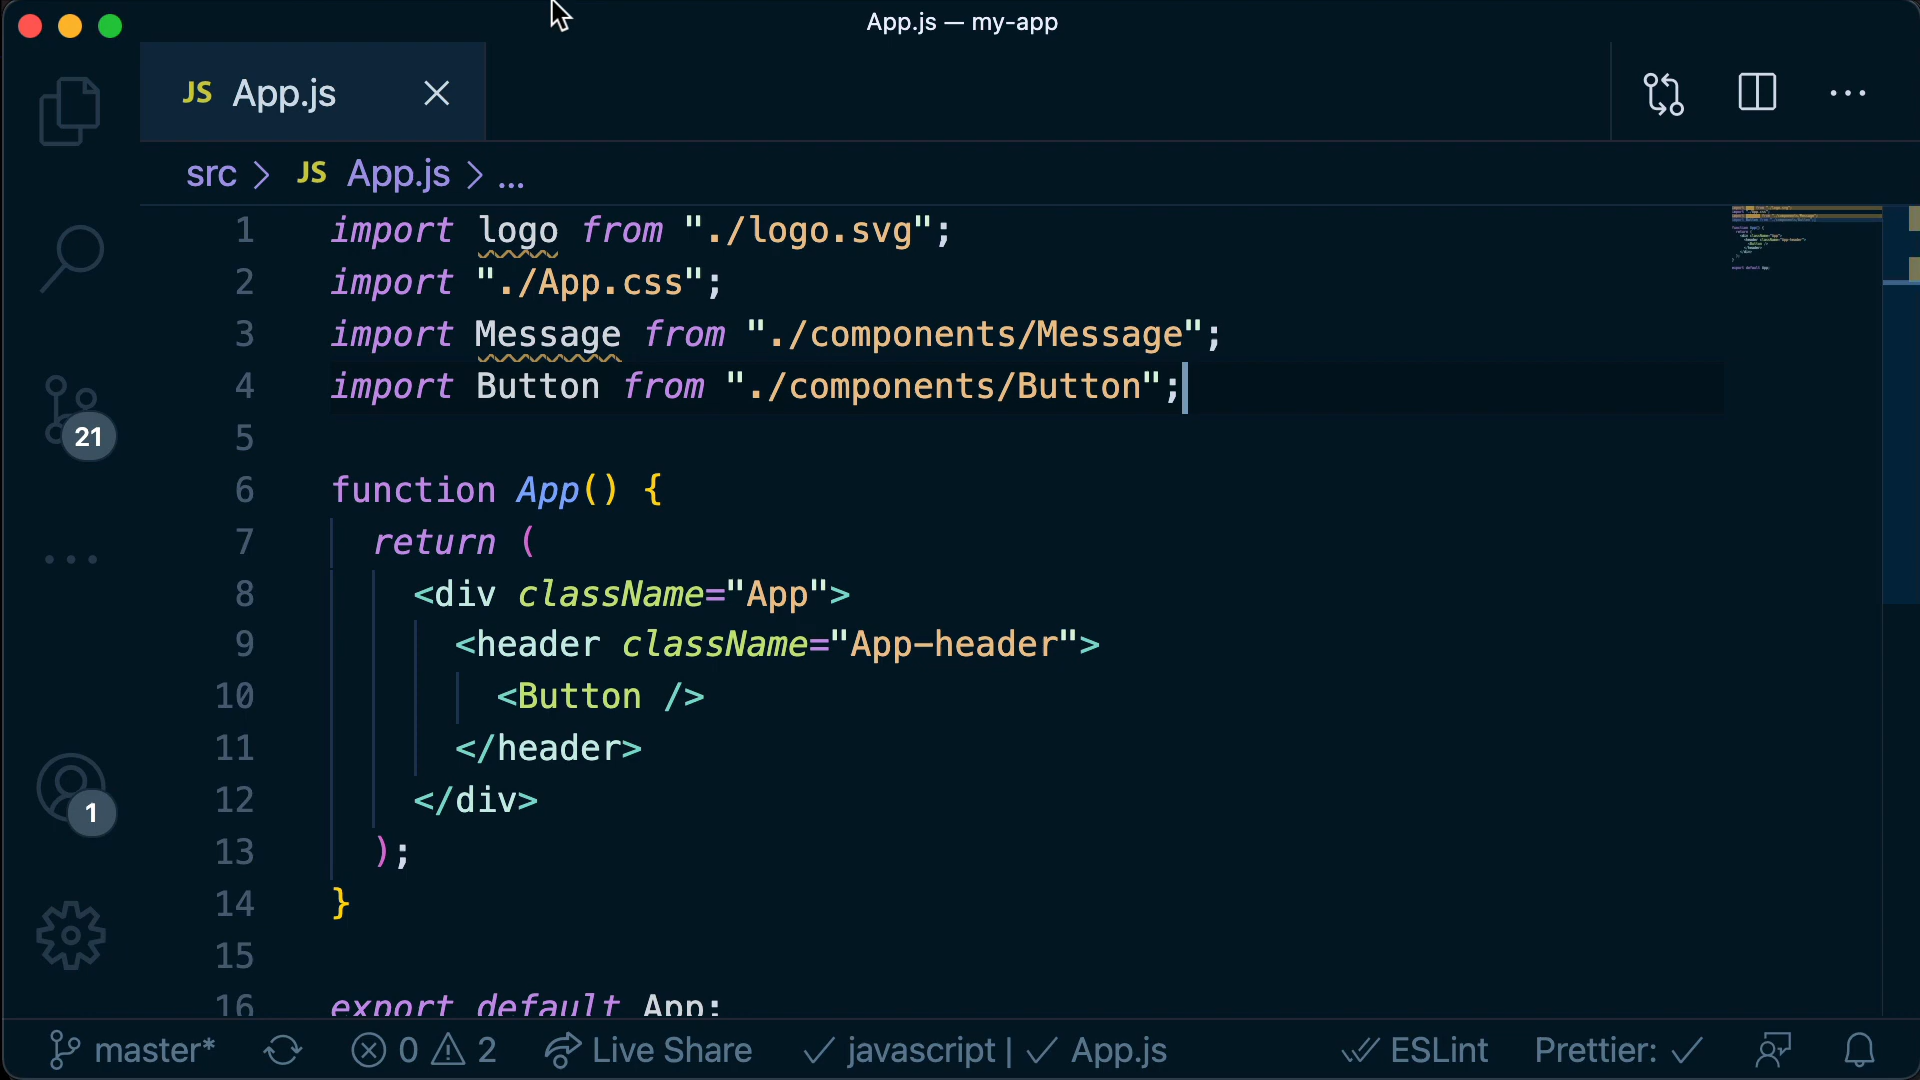 App.js — my-app
JS App.js
src > JS App.js > ...
1 import logo from "./logo.svg";
2 import "./App.css";
3 import Message from "./components/Message";
4 import Button from "./components/Button";
5
6 function App() {
7 return (
8 <div className="App">
9 <header className="App-header">
10 <Button />
11 </header>
12 </div>
13 );
14 }
15
16 export default App;
21
1
master* 0 2 Live Share javascript | App.js ESLint Prettier: